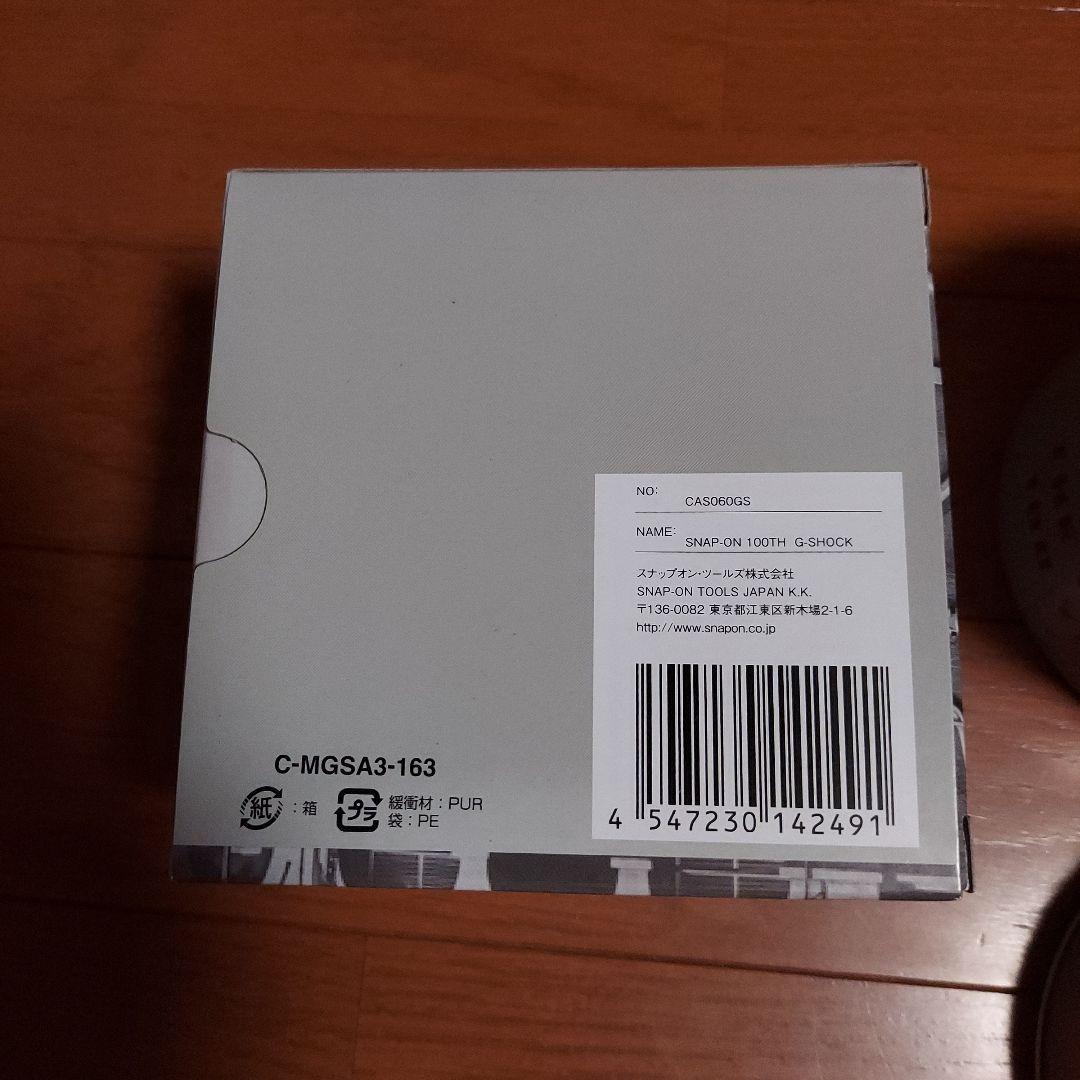 NO:
CAS060GS
NAME:
SNAP-ON 100TH G-SHOCK
スナップオン・ツールズ株式会社
SNAP-ON TOOLS JAPAN K.K.
〒136-0082 東京都江東区新木場2-1-6
http://www.snapon.co.jp
4 547230 142491
C-MGSA3-163
紙 : 箱
プラ 緩衝材 : PUR
袋 : PE